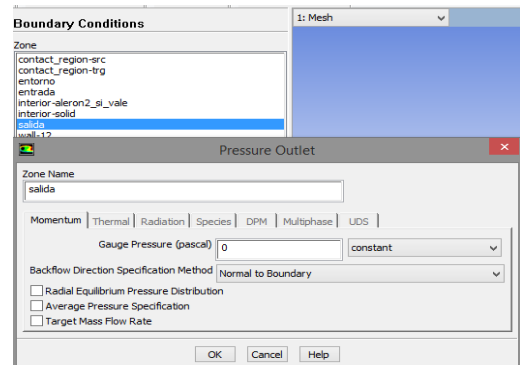 Boundary Conditions
1: Mesh
Zone
contact_region-src
contact_region-trg
entorno
entrada
interior-aleron2_si_vale
interior-solid
salida
wall-12
Pressure Outlet
Zone Name
salida
Momentum Thermal Radiation Species DPM Multiphase UDS
Gauge Pressure (pascal) 0 constant
Backflow Direction Specification Method Normal to Boundary
Radial Equilibrium Pressure Distribution
Average Pressure Specification
Target Mass Flow Rate
OK Cancel Help